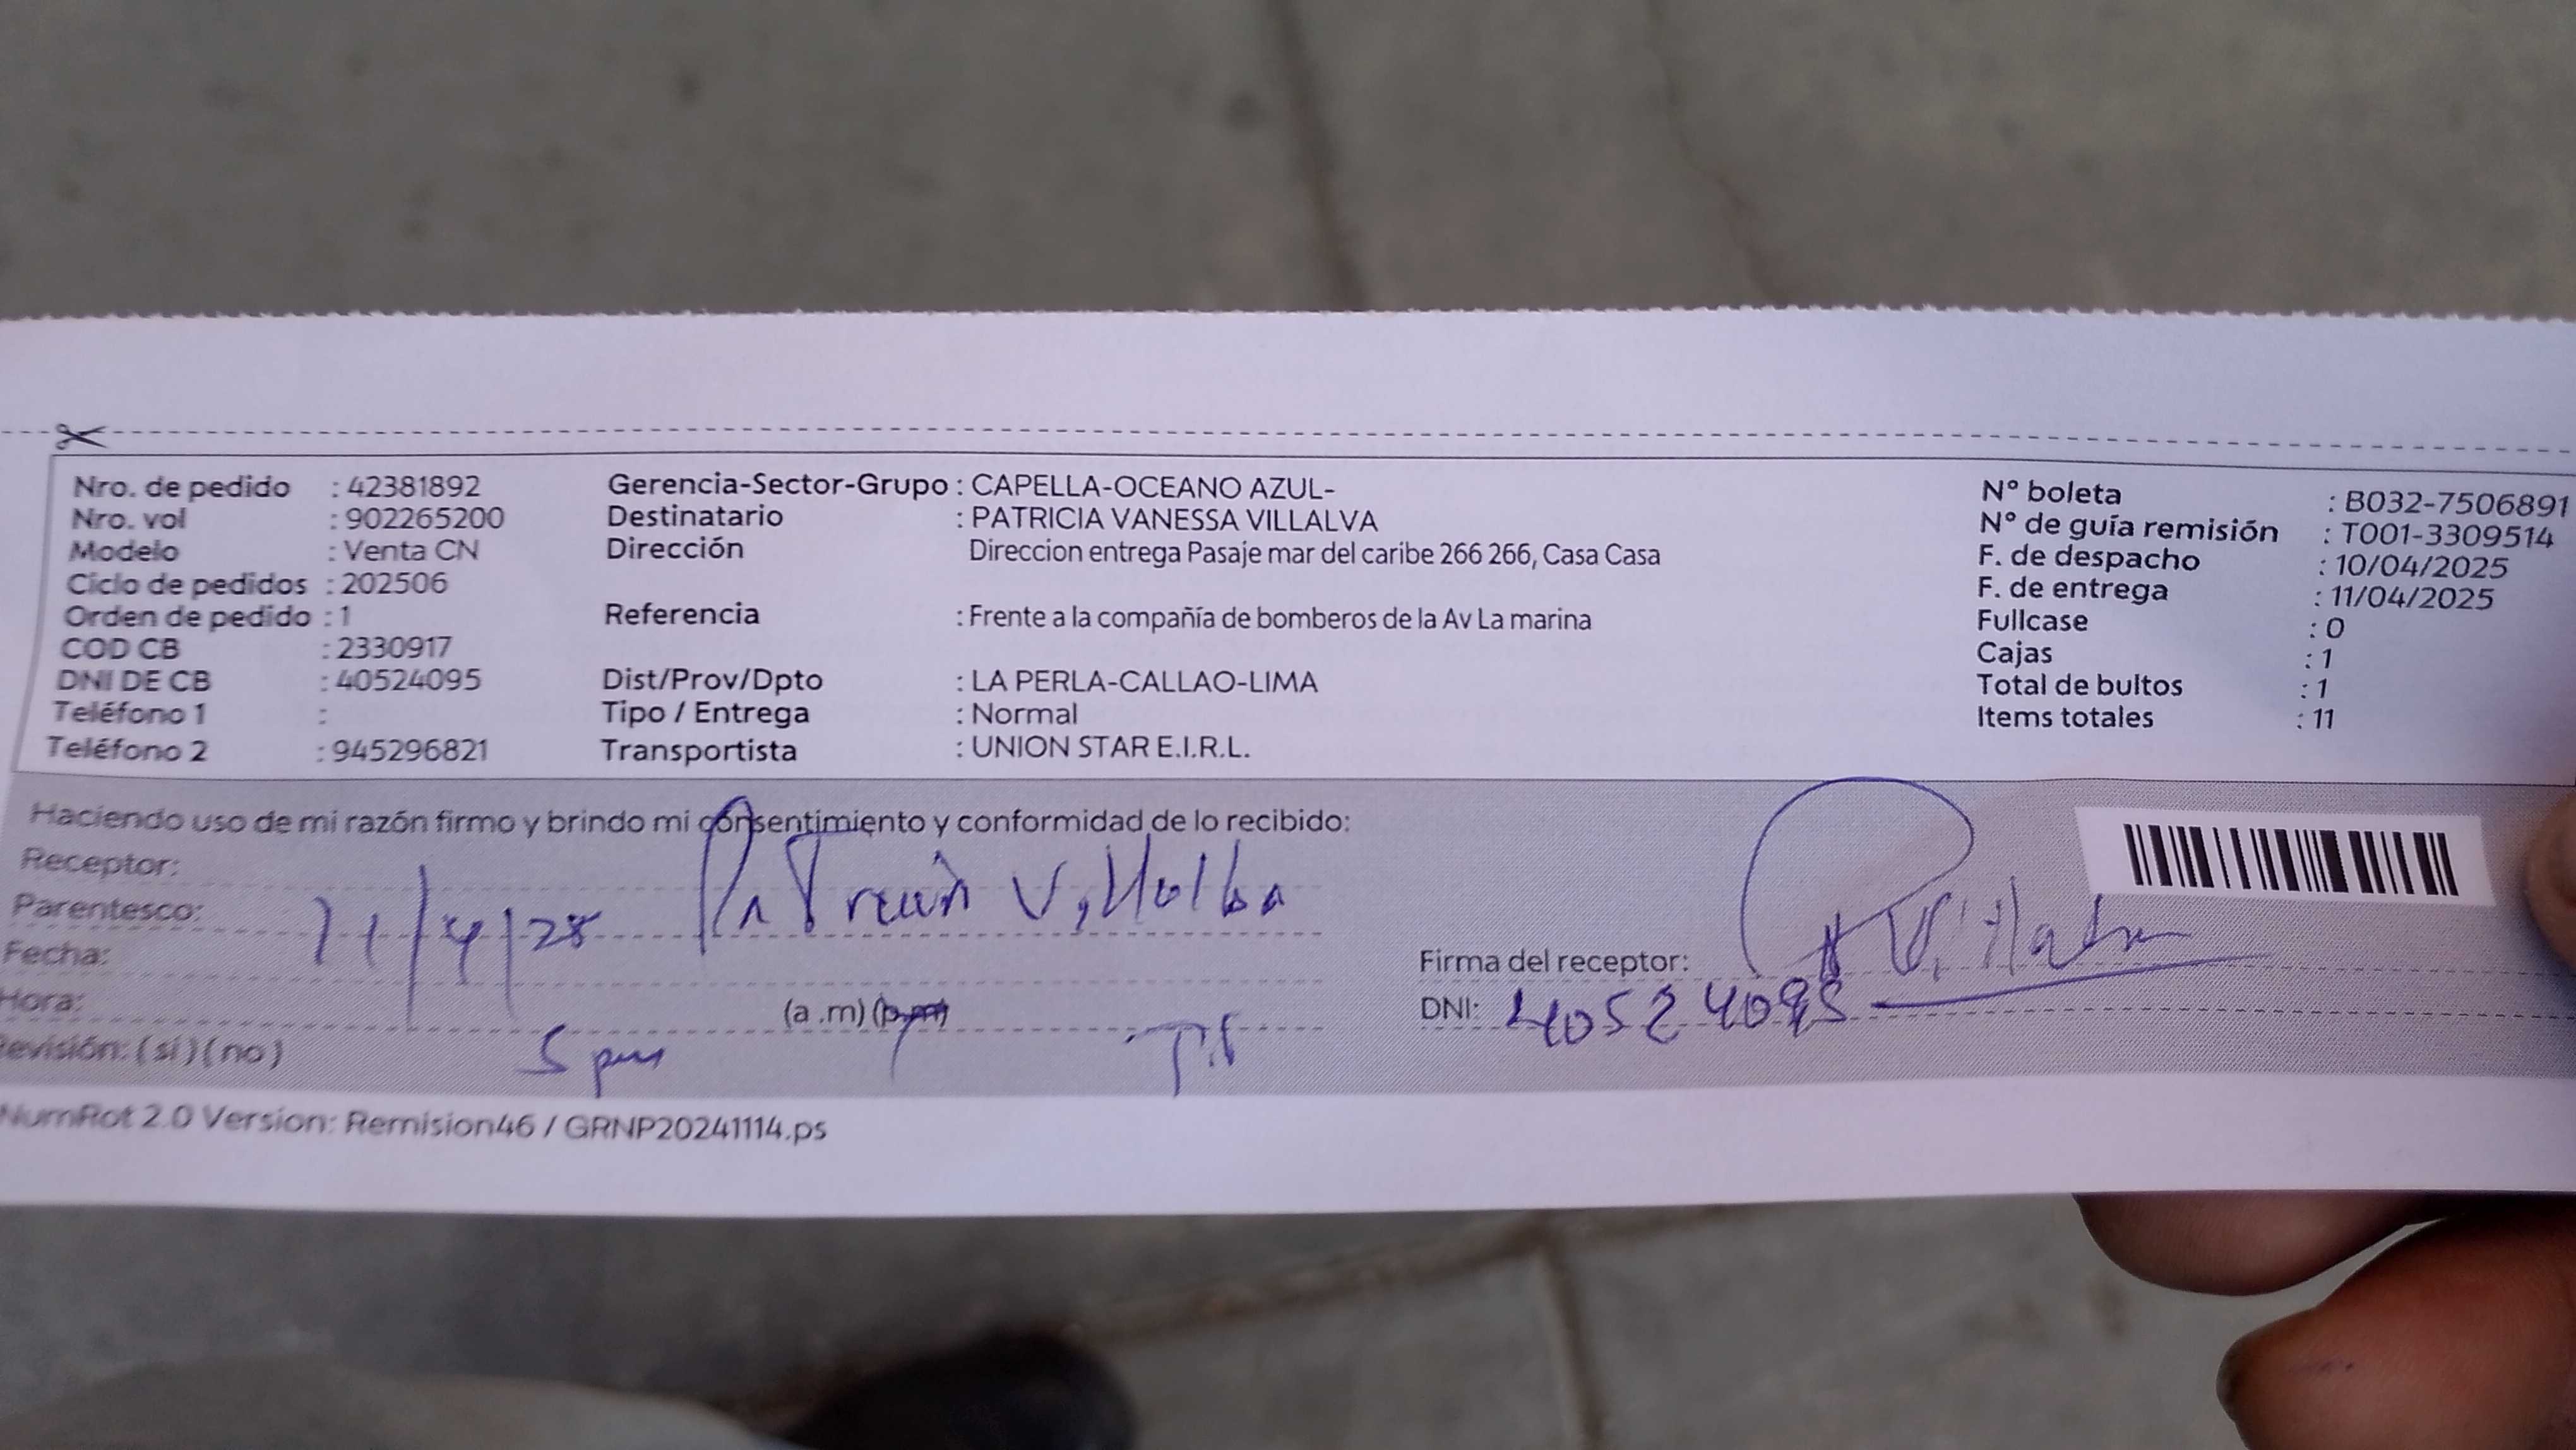 Nro. de pedido : 42381892
Nro. vol : 902265200
Modelo : Venta CN
Ciclo de pedidos : 202506
Orden de pedido : 1
COD CB : 2330917
DNI DE CB : 40524095
Teléfono 1 :
Teléfono 2 : 945296821
Gerencia-Sector-Grupo : CAPELLA-OCEANO AZUL-
Destinatario : PATRICIA VANESSA VILLALVA
Dirección Direccion entrega Pasaje mar del caribe 266 266, Casa Casa
Referencia : Frente a la compañía de bomberos de la Av La marina
Dist/Prov/Dpto : LA PERLA-CALLAO-LIMA
Tipo / Entrega : Normal
Transportista : UNION STAR E.I.R.L.
N° boleta : B032-7506891
N° de guía remisión : T001-3309514
F. de despacho : 10/04/2025
F. de entrega : 11/04/2025
Fullcase : 0
Cajas : 1
Total de bultos : 1
Items totales : 11
Haciendo uso de mi razón firmo y brindo mi consentimiento y conformidad de lo recibido:
Receptor:
Parentesco: Patricia Villalba
Fecha: 11/4/25
Hora: (a .m) (p.m)
Revisión: ( si ) ( no ) 5 pm
Firma del receptor: P Villalba
DNI: 40524095
NumRot 2.0 Version: Remision46 / GRNP20241114.ps